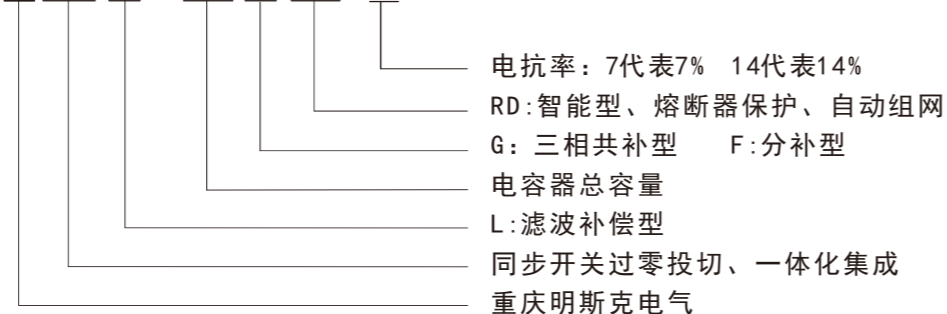 电抗率：7代表7% 14代表14%
RD:智能型、熔断器保护、自动组网
G：三相共补型 F:分补型
电容器总容量
L:滤波补偿型
同步开关过零投切、一体化集成
重庆明斯克电气